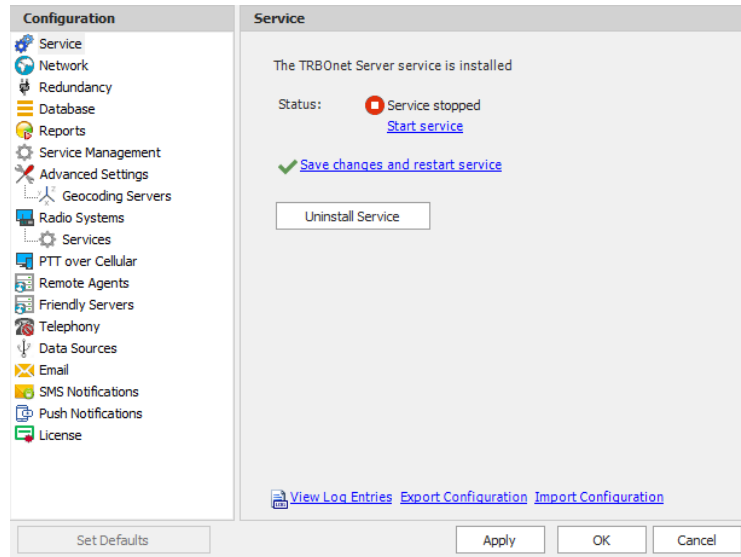 Configuration
Service
Network
Redundancy
Database
Reports
Service Management
Advanced Settings
Geocoding Servers
Radio Systems
Services
PTT over Cellular
Remote Agents
Friendly Servers
Telephony
Data Sources
Email
SMS Notifications
Push Notifications
License
Service
The TRBOnet Server service is installed
Status: Service stopped
Start service
Save changes and restart service
Uninstall Service
View Log Entries Export Configuration Import Configuration
Set Defaults Apply OK Cancel